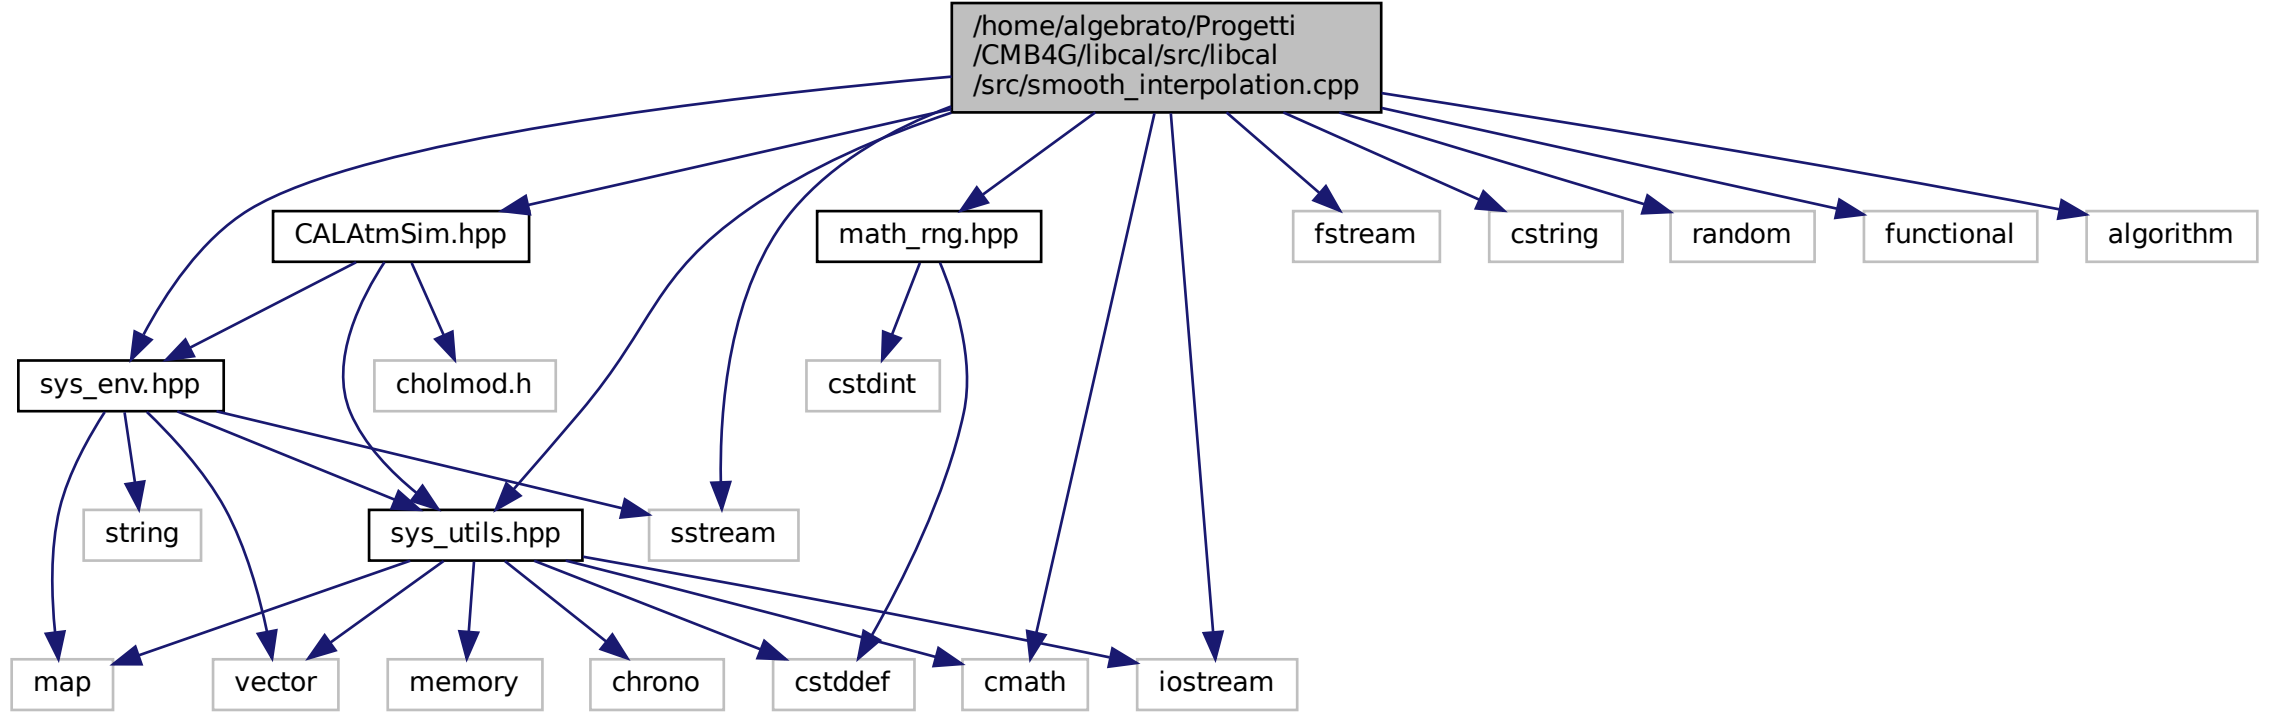 /home/algebrato/Progetti
/CMB4G/libcal/src/libcal
/src/smooth_interpolation.cpp
CALAtmSim.hpp
math_rng.hpp
fstream
cstring
random
functional
algorithm
sys_env.hpp
cholmod.h
cstdint
string
sys_utils.hpp
sstream
map
vector
memory
chrono
cstddef
cmath
iostream